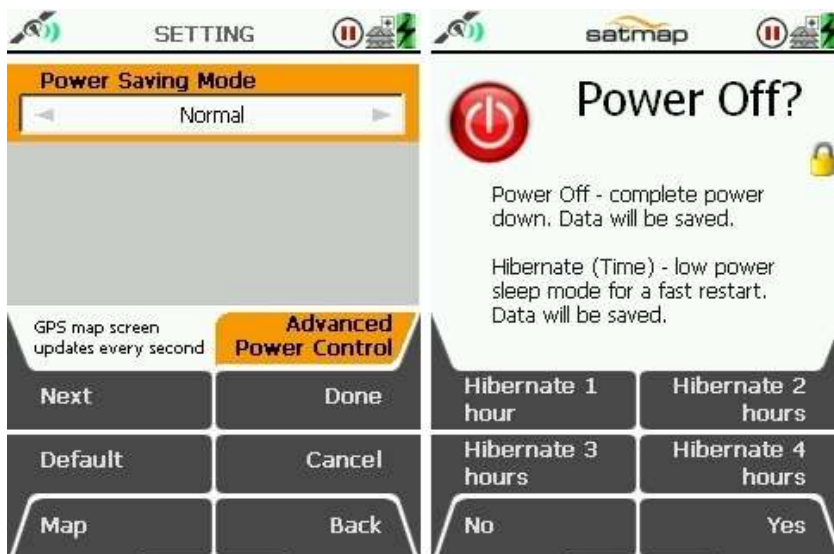 SETTING
Power Saving Mode
Normal
GPS map screen
updates every second
Advanced
Power Control
Next
Done
Default
Cancel
Map
Back
satmap
Power Off?
Power Off - complete power
down. Data will be saved.
Hibernate (Time) - low power
sleep mode for a fast restart.
Data will be saved.
Hibernate 1
hour
Hibernate 2
hours
Hibernate 3
hours
Hibernate 4
hours
No
Yes